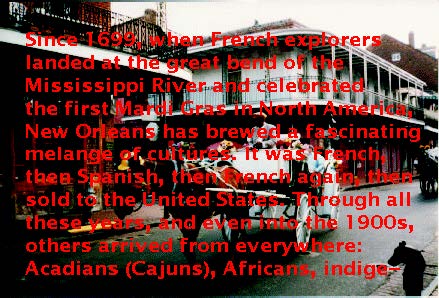 Since 1699, when French explorers
landed at the great bend of the
Mississippi River and celebrated
the first Mardi Gras in North America,
New Orleans has brewed a fascinating
melange of cultures. It was French,
then Spanish, then French again, then
sold to the United States. Through all
these years, and even into the 1900s,
others arrived from everywhere:
Acadians (Cajuns), Africans, indige-